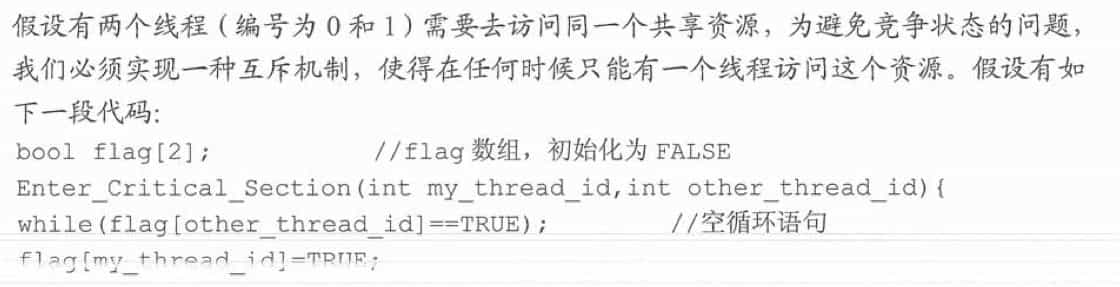 假设有两个线程（编号为 0 和 1）需要去访问同一个共享资源，为避免竞争状态的问题，
我们必须实现一种互斥机制，使得在任何时候只能有一个线程访问这个资源。假设有如
下一段代码:
bool flag[2]; //flag 数组，初始化为 FALSE
Enter_Critical_Section(int my_thread_id,int other_thread_id){
while(flag[other_thread_id]==TRUE); //空循环语句
flag[my_thread_id]=TRUE;